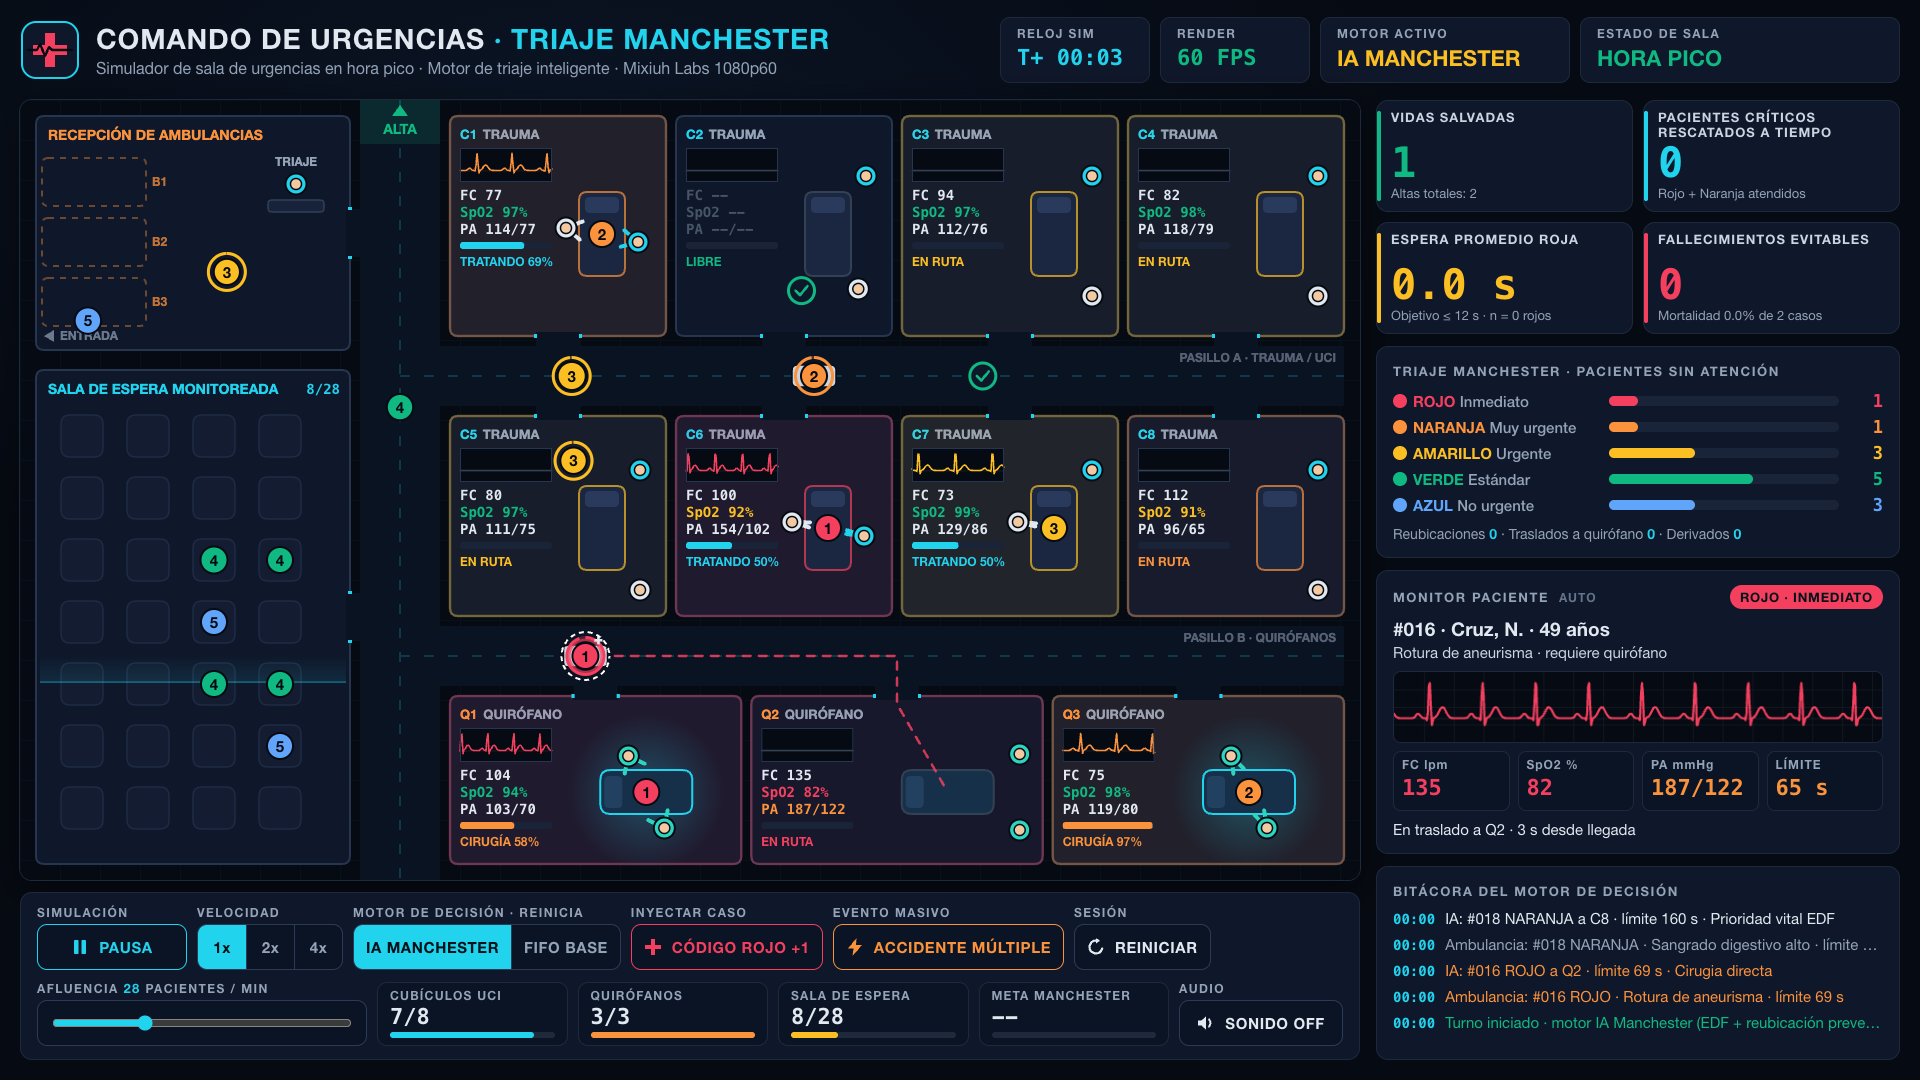 COMANDO DE URGENCIAS · TRIAJE MANCHESTER
Simulador de sala de urgencias en hora pico · Motor de triaje inteligente · Mixiuh Labs 1080p60
RELOJ SIM
T+ 00:03
RENDER
60 FPS
MOTOR ACTIVO
IA MANCHESTER
ESTADO DE SALA
HORA PICO
RECEPCIÓN DE AMBULANCIAS
TRIAJE
B1
B2
B3
3
5
ENTRADA
ALTA
4
SALA DE ESPERA MONITOREADA 8/28
4 4
5
4 4
5
C1 TRAUMA
FC 77
SpO2 97%
PA 114/77
TRATANDO 69%
2
C2 TRAUMA
FC --
SpO2 --
PA --/--
LIBRE
C3 TRAUMA
FC 94
SpO2 97%
PA 112/76
EN RUTA
C4 TRAUMA
FC 82
SpO2 98%
PA 118/79
EN RUTA
PASILLO A · TRAUMA / UCI
3
2
C5 TRAUMA
FC 80
SpO2 97%
PA 111/75
EN RUTA
3
C6 TRAUMA
FC 100
SpO2 92%
PA 154/102
TRATANDO 50%
1
C7 TRAUMA
FC 73
SpO2 99%
PA 129/86
TRATANDO 50%
3
C8 TRAUMA
FC 112
SpO2 91%
PA 96/65
EN RUTA
PASILLO B · QUIRÓFANOS
1
Q1 QUIRÓFANO
FC 104
SpO2 94%
PA 103/70
CIRUGÍA 58%
1
Q2 QUIRÓFANO
FC 135
SpO2 82%
PA 187/122
EN RUTA
Q3 QUIRÓFANO
FC 75
SpO2 98%
PA 119/80
CIRUGÍA 97%
2
VIDAS SALVADAS
1
Altas totales: 2
PACIENTES CRÍTICOS
RESCATADOS A TIEMPO
0
Rojo + Naranja atendidos
ESPERA PROMEDIO ROJA
0.0 s
Objetivo ≤ 12 s · n = 0 rojos
FALLECIMIENTOS EVITABLES
0
Mortalidad 0.0% de 2 casos
TRIAJE MANCHESTER · PACIENTES SIN ATENCIÓN
ROJO Inmediato 1
NARANJA Muy urgente 1
AMARILLO Urgente 3
VERDE Estándar 5
AZUL No urgente 3
Reubicaciones 0 · Traslados a quirófano 0 · Derivados 0
MONITOR PACIENTE AUTO
ROJO · INMEDIATO
#016 · Cruz, N. · 49 años
Rotura de aneurisma · requiere quirófano
FC lpm
135
SpO2 %
82
PA mmHg
187/122
LÍMITE
65 s
En traslado a Q2 · 3 s desde llegada
BITÁCORA DEL MOTOR DE DECISIÓN
00:00 IA: #018 NARANJA a C8 · límite 160 s · Prioridad vital EDF
00:00 Ambulancia: #018 NARANJA · Sangrado digestivo alto · límite ...
00:00 IA: #016 ROJO a Q2 · límite 69 s · Cirugia directa
00:00 Ambulancia: #016 ROJO · Rotura de aneurisma · límite 69 s
00:00 Turno iniciado · motor IA Manchester (EDF + reubicación preve...
SIMULACIÓN
PAUSA
VELOCIDAD
1x 2x 4x
MOTOR DE DECISIÓN · REINICIA
IA MANCHESTER FIFO BASE
INYECTAR CASO
CÓDIGO ROJO +1
EVENTO MASIVO
ACCIDENTE MÚLTIPLE
SESIÓN
REINICIAR
AFLUENCIA 28 PACIENTES / MIN
CUBÍCULOS UCI
7/8
QUIRÓFANOS
3/3
SALA DE ESPERA
8/28
META MANCHESTER
--
AUDIO
SONIDO OFF